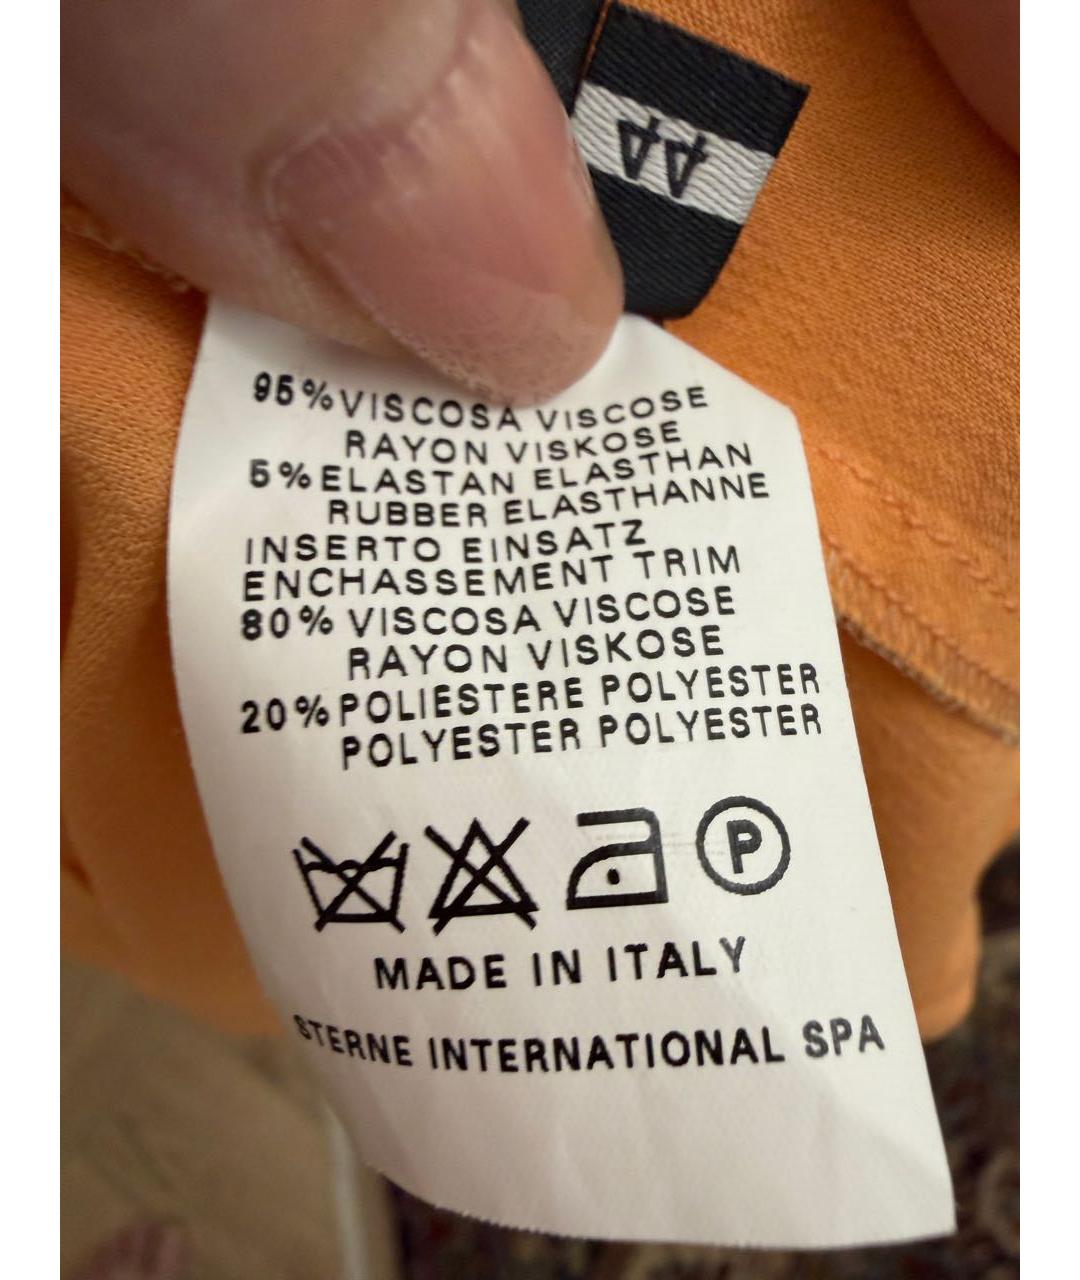 44
95% VISCOSA VISCOSE
RAYON VISKOSE
5% ELASTAN ELASTHAN
RUBBER ELASTHANNE
INSERTO EINSATZ
ENCHASSEMENT TRIM
80% VISCOSA VISCOSE
RAYON VISKOSE
20% POLIESTERE POLYESTER
POLYESTER POLYESTER
P
MADE IN ITALY
STERNE INTERNATIONAL SPA